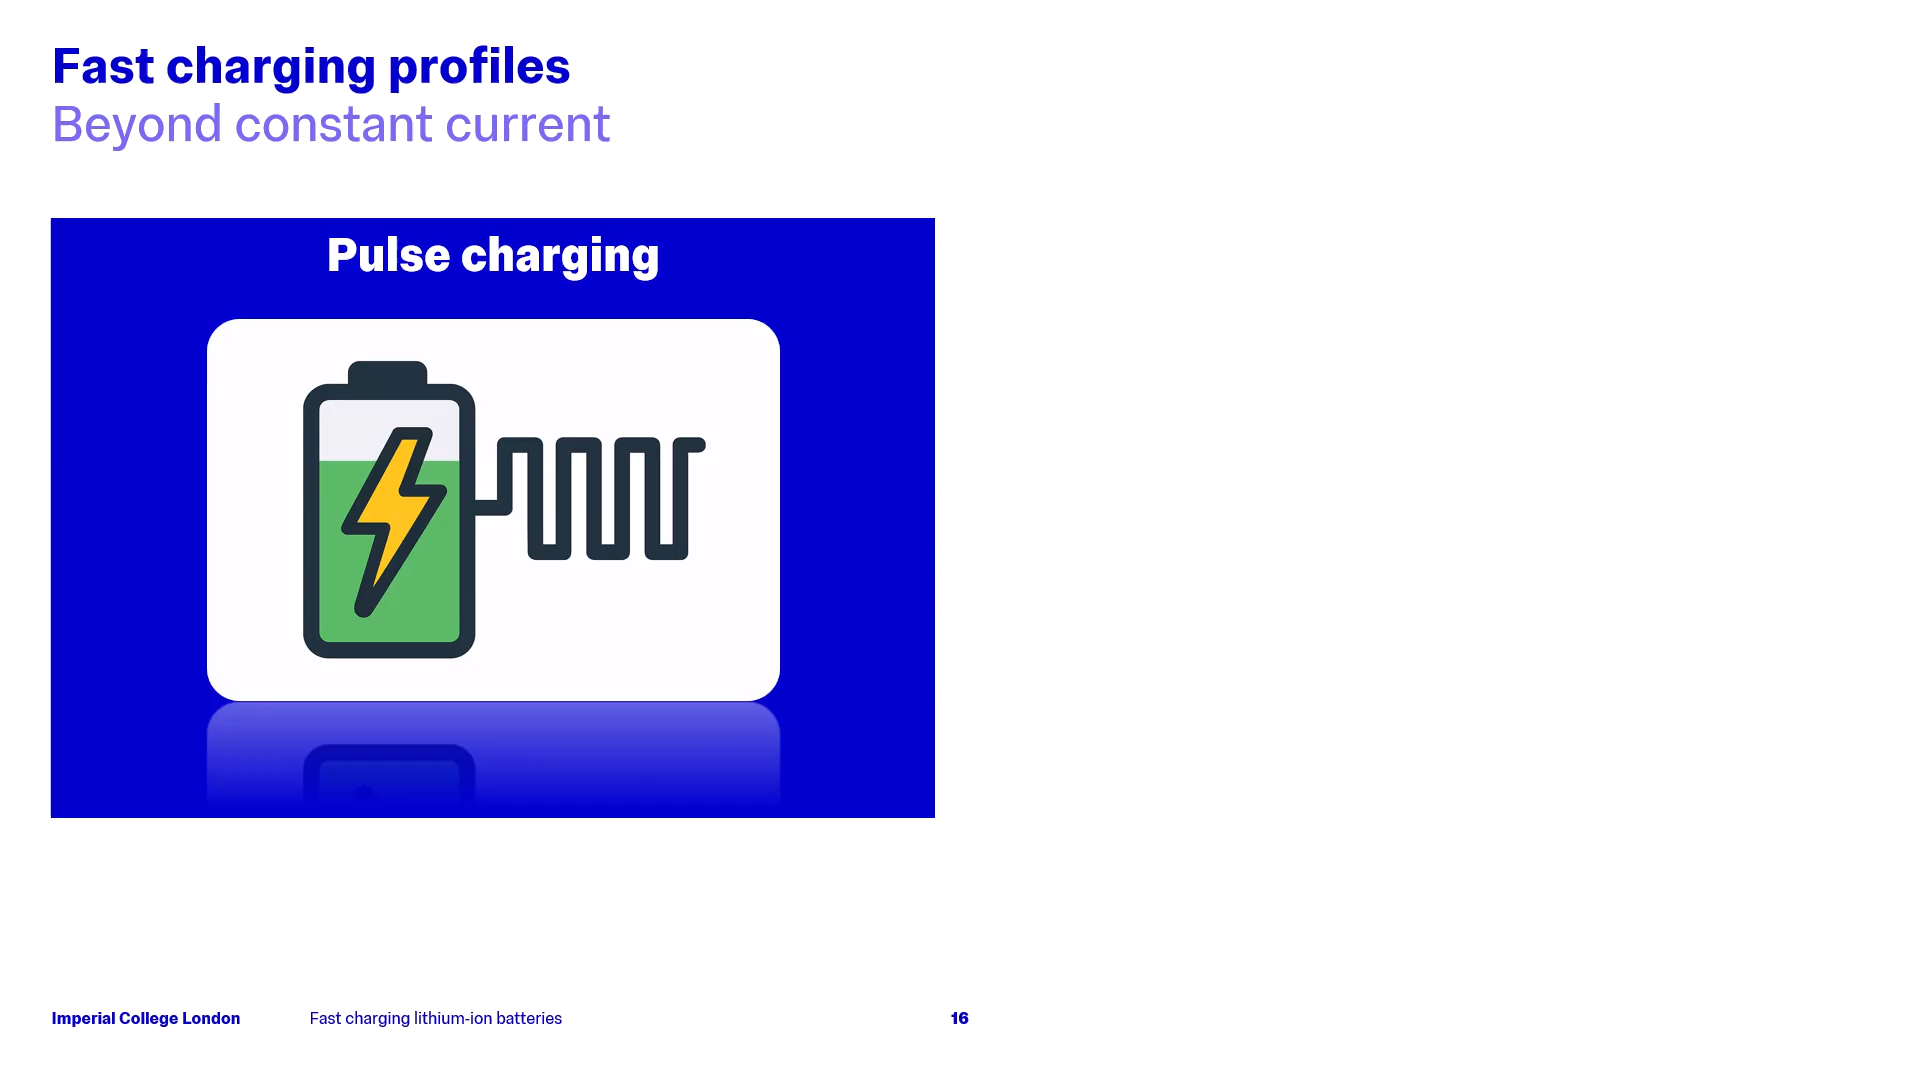 Fast charging profiles
Beyond constant current
Pulse charging
Imperial College London
Fast charging lithium-ion batteries
16